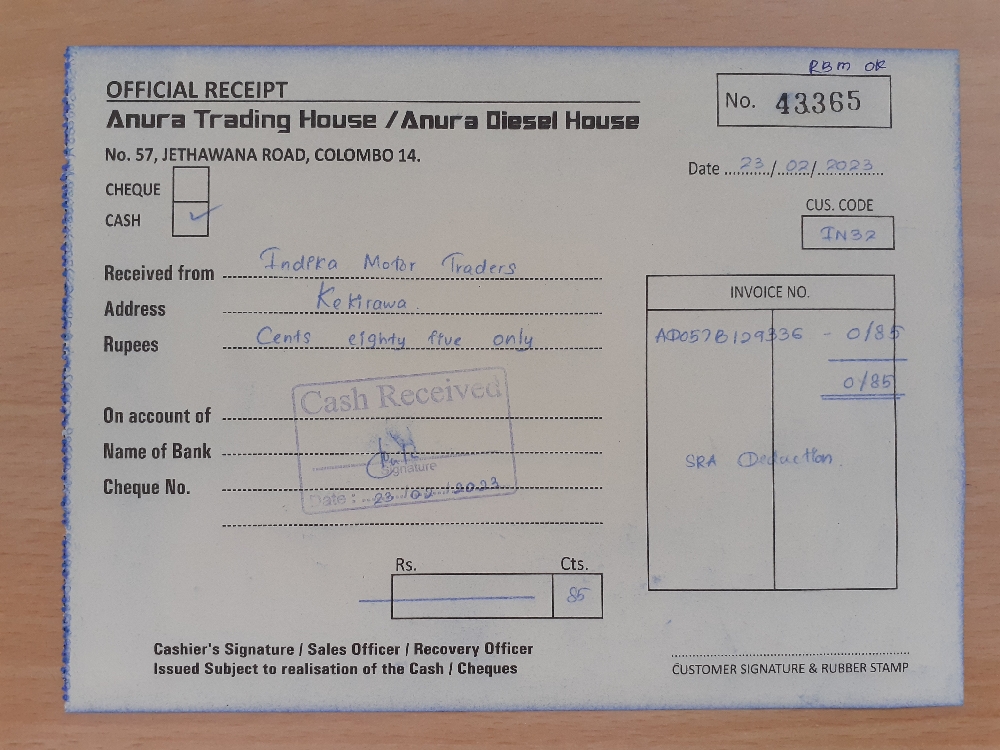 RBM OK
OFFICIAL RECEIPT
No. 43365
Anura Trading House / Anura Diesel House
No. 57, JETHAWANA ROAD, COLOMBO 14.
Date 23/02/2023
CHEQUE
CASH ✓
CUS. CODE
IN32
Received from Indika Motor Traders
Address Kekirawa
Rupees Cents eighty five only
INVOICE NO.
AD057B129336 - 0/85
0/85
SRA Deduction
On account of
Name of Bank
Cheque No.
Cash Received
Signature
Date : 23/02/2023
Rs. Cts.
85
Cashier's Signature / Sales Officer / Recovery Officer
Issued Subject to realisation of the Cash / Cheques
CUSTOMER SIGNATURE & RUBBER STAMP